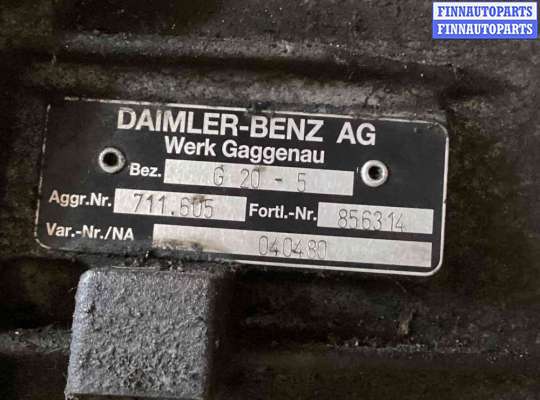 FINNAUTOPARTS
FINNAUTOPARTS
DAIMLER-BENZ AG
Werk Gaggenau
Bez. G 20 - 5
Aggr.Nr. 711.605 Fortl.-Nr. 856314
Var.-Nr./NA 040480